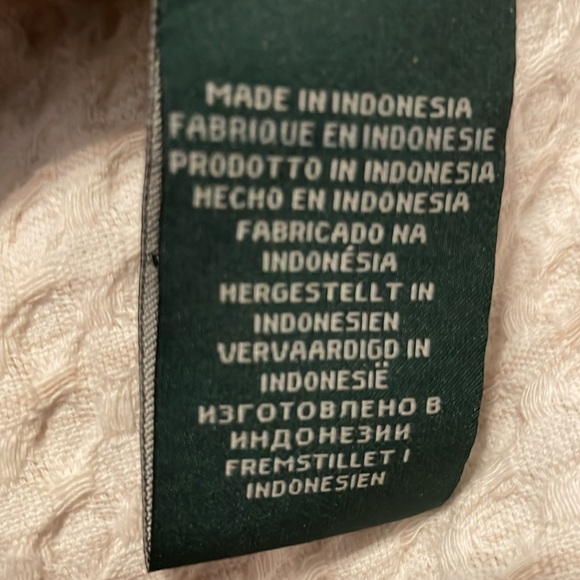 MADE IN INDONESIA
FABRIQUE EN INDONESIE
PRODOTTO IN INDONESIA
HECHO EN INDONESIA
FABRICADO NA
INDONÉSIA
HERGESTELLT IN
INDONESIEN
VERVAARDIGD IN
INDONESIË
ИЗГОТОВЛЕНО В
ИНДОНЕЗИИ
FREMSTILLET I
INDONESIEN